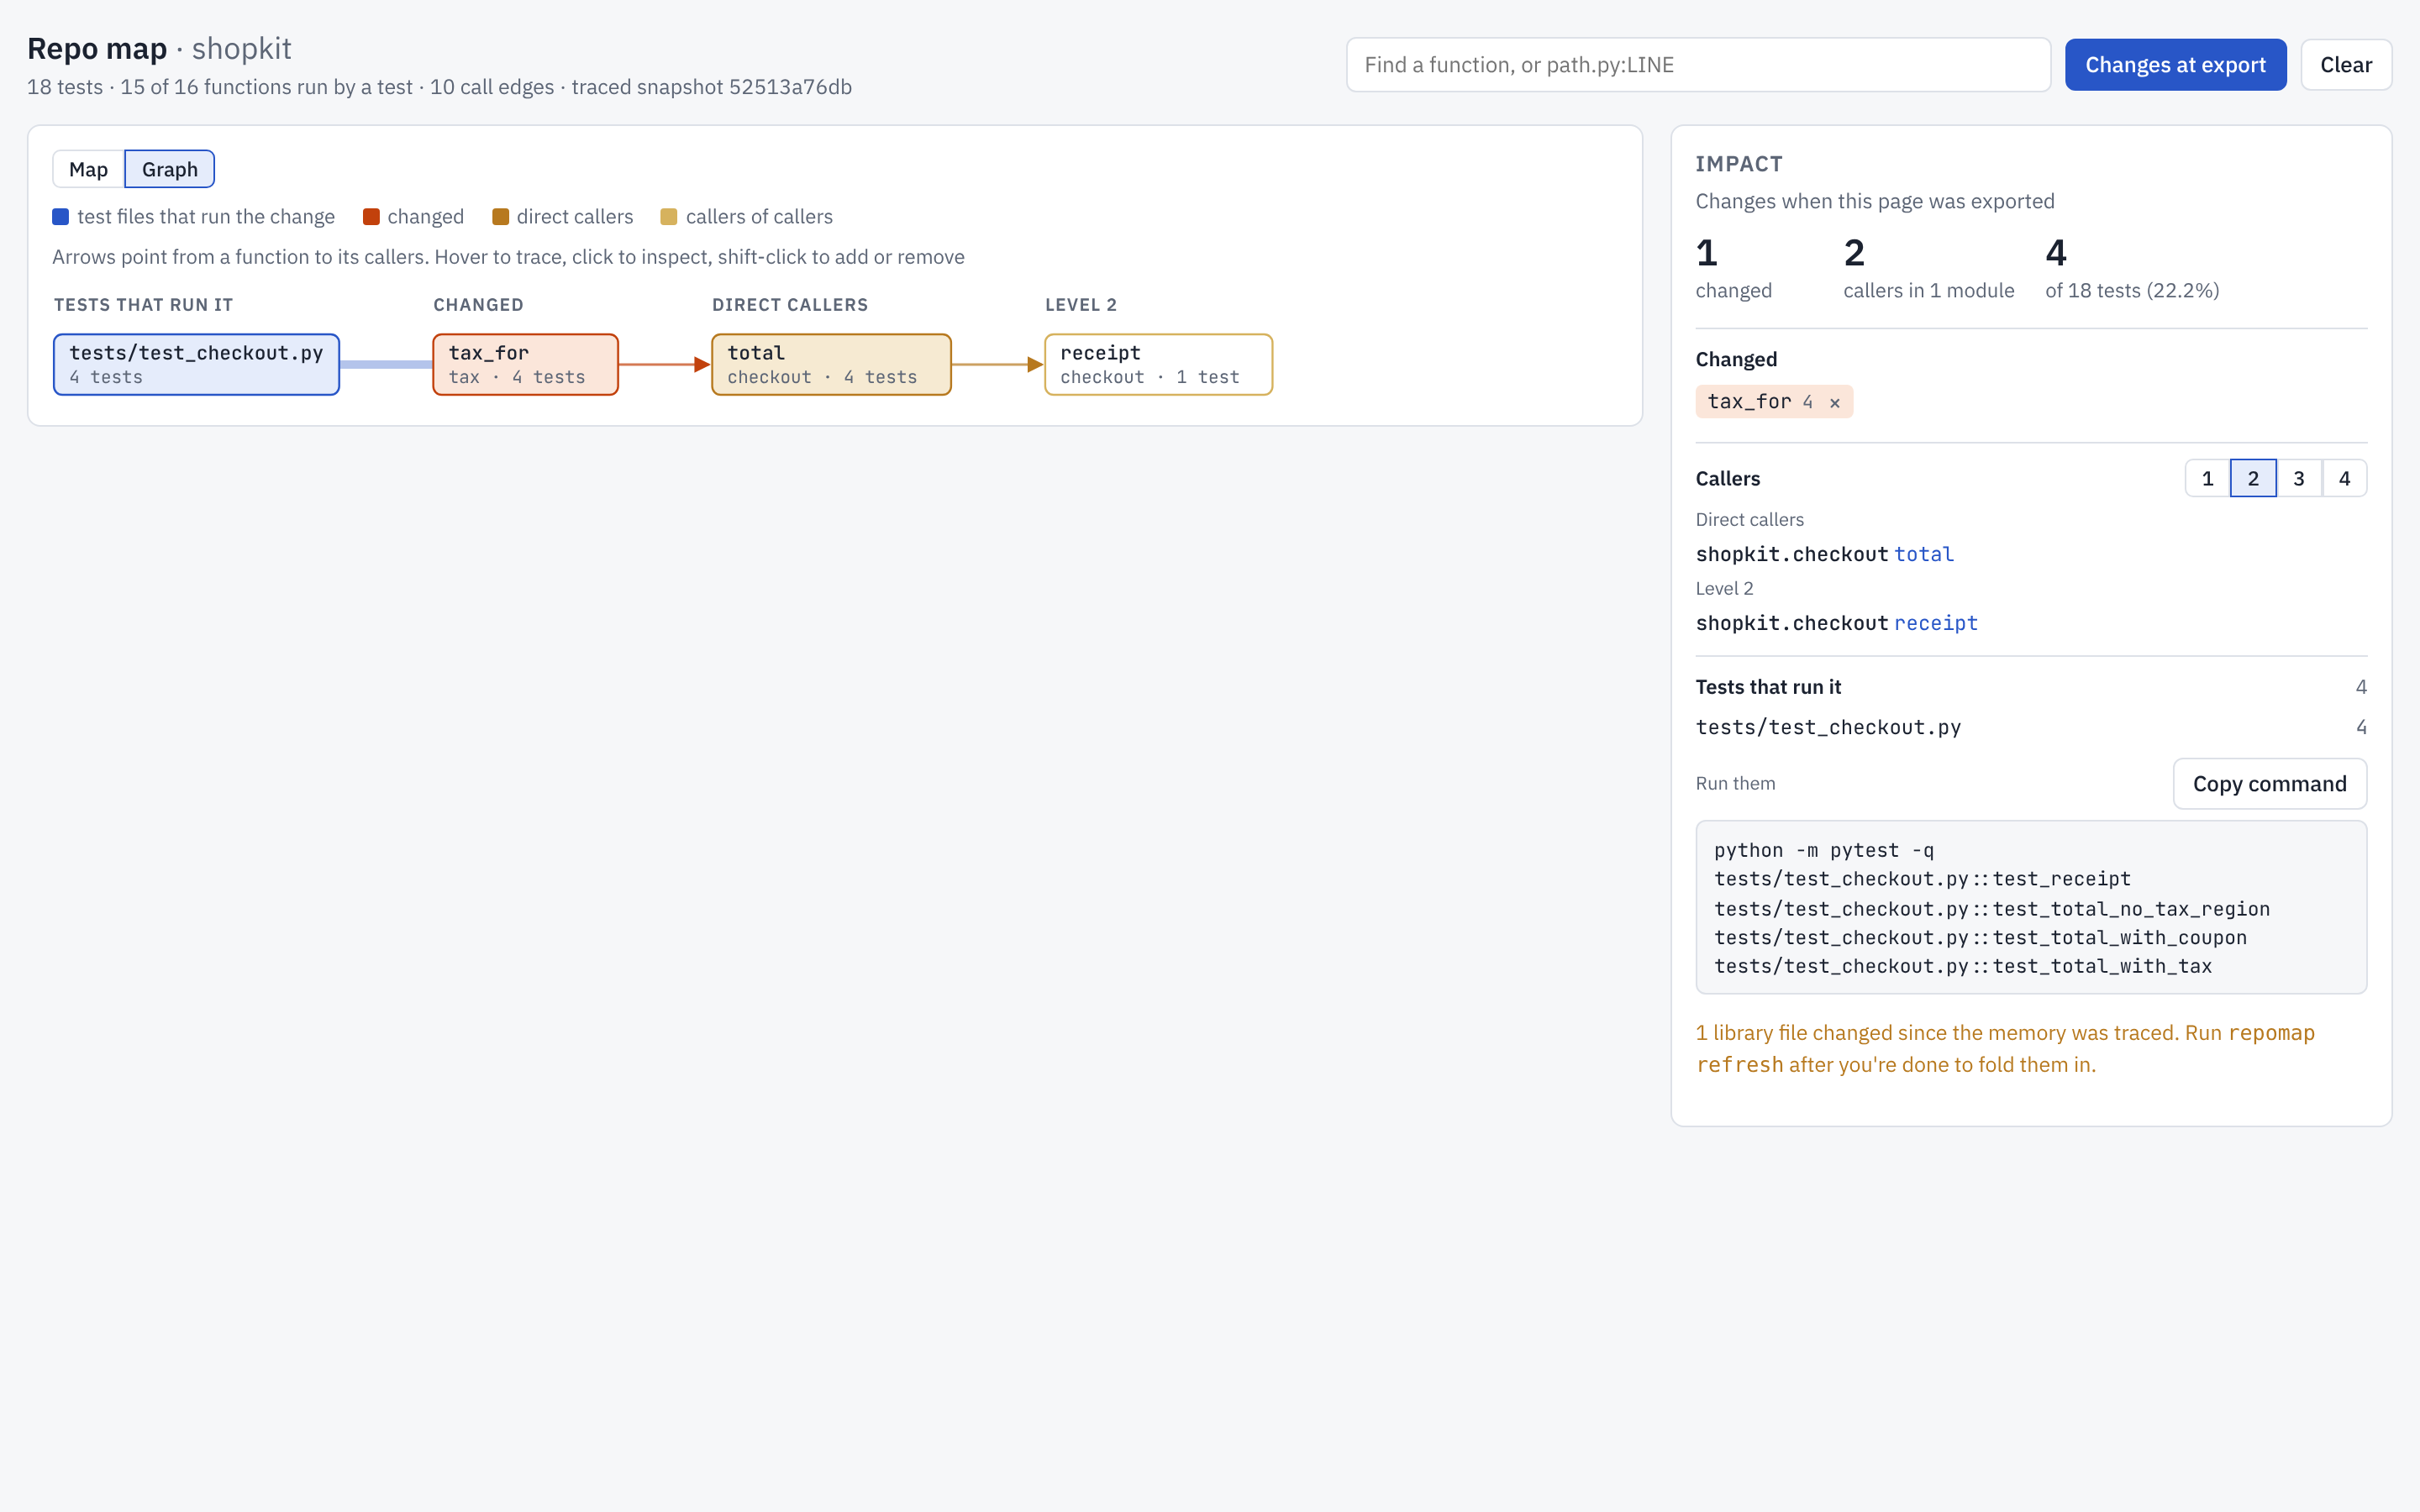 Repo map · shopkit
18 tests · 15 of 16 functions run by a test · 10 call edges · traced snapshot 52513a76db
Find a function, or path.py:LINE
Changes at export
Clear
Map
Graph
test files that run the change
changed
direct callers
callers of callers
Arrows point from a function to its callers. Hover to trace, click to inspect, shift-click to add or remove
TESTS THAT RUN IT
CHANGED
DIRECT CALLERS
LEVEL 2
tests/test_checkout.py
4 tests
tax_for
tax · 4 tests
total
checkout · 4 tests
receipt
checkout · 1 test
IMPACT
Changes when this page was exported
1
changed
2
callers in 1 module
4
of 18 tests (22.2%)
Changed
tax_for 4 ×
Callers
1 2 3 4
Direct callers
shopkit.checkout total
Level 2
shopkit.checkout receipt
Tests that run it 4
tests/test_checkout.py 4
Run them
Copy command
python -m pytest -q
tests/test_checkout.py::test_receipt
tests/test_checkout.py::test_total_no_tax_region
tests/test_checkout.py::test_total_with_coupon
tests/test_checkout.py::test_total_with_tax
1 library file changed since the memory was traced. Run repomap
refresh after you're done to fold them in.